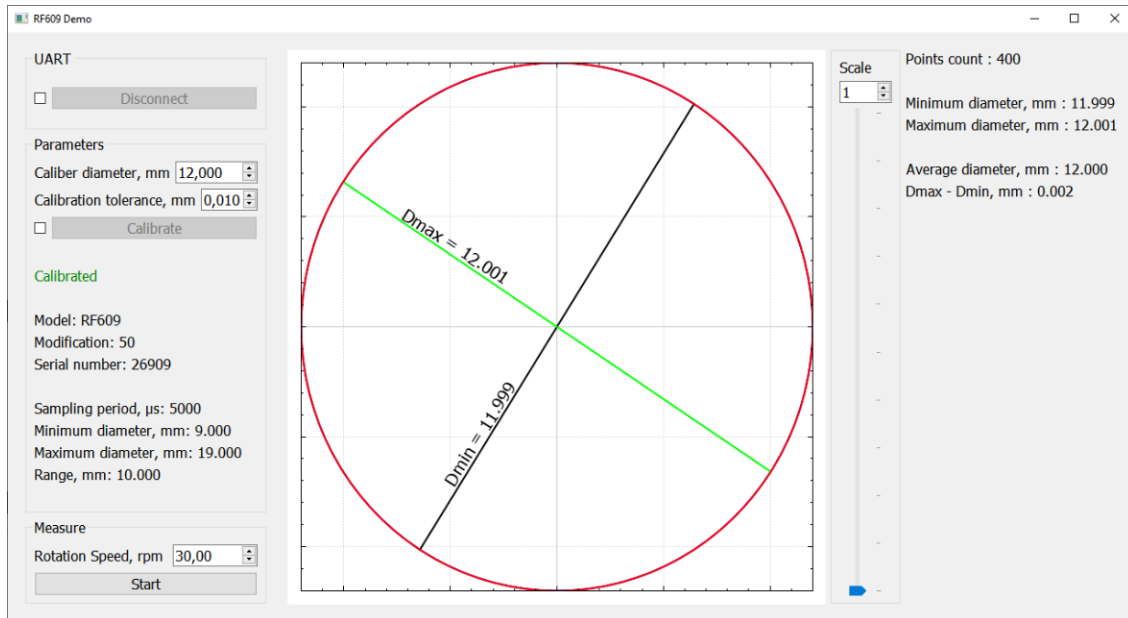 RF609 Demo
UART
Disconnect
Parameters
Caliber diameter, mm 12,000
Calibration tolerance, mm 0,010
Calibrate
Calibrated
Model: RF609
Modification: 50
Serial number: 26909
Sampling period, µs: 5000
Minimum diameter, mm: 9.000
Maximum diameter, mm: 19.000
Range, mm: 10.000
Measure
Rotation Speed, rpm 30,00
Start
Dmax = 12.001
Dmin = 11.999
Scale
1
Points count : 400
Minimum diameter, mm : 11.999
Maximum diameter, mm : 12.001
Average diameter, mm : 12.000
Dmax - Dmin, mm : 0.002